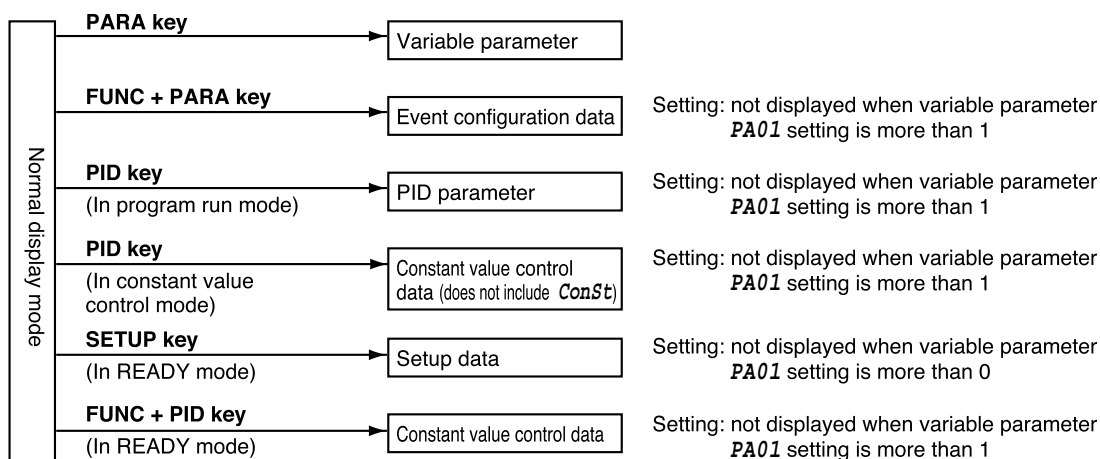 Normal display mode
PARA key
Variable parameter
FUNC + PARA key
Event configuration data
Setting: not displayed when variable parameter
PA01 setting is more than 1
PID key
(In program run mode)
PID parameter
Setting: not displayed when variable parameter
PA01 setting is more than 1
PID key
(In constant value
control mode)
Constant value control
data (does not include ConSt)
Setting: not displayed when variable parameter
PA01 setting is more than 1
SETUP key
(In READY mode)
Setup data
Setting: not displayed when variable parameter
PA01 setting is more than 0
FUNC + PID key
(In READY mode)
Constant value control data
Setting: not displayed when variable parameter
PA01 setting is more than 1